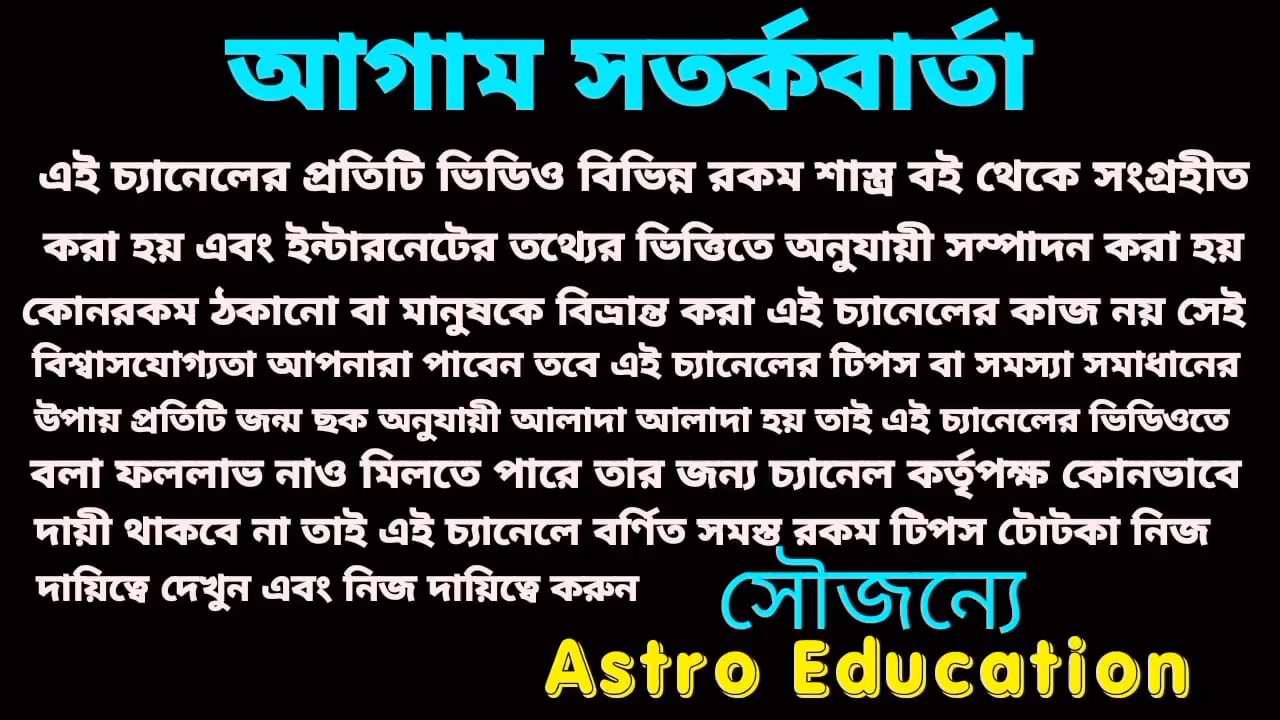 আগাম সতর্কবার্তা
এই চ্যানেলের প্রতিটি ভিডিও বিভিন্ন রকম শাস্ত্র বই থেকে সংগ্রহীত
করা হয় এবং ইন্টারনেটের তথ্যের ভিত্তিতে অনুযায়ী সম্পাদন করা হয়
কোনরকম ঠকানো বা মানুষকে বিভ্রান্ত করা এই চ্যানেলের কাজ নয় সেই
বিশ্বাসযোগ্যতা আপনারা পাবেন তবে এই চ্যানেলের টিপস বা সমস্যা সমাধানের
উপায় প্রতিটি জন্ম ছক অনুযায়ী আলাদা আলাদা হয় তাই এই চ্যানেলের ভিডিওতে
বলা ফললাভ নাও মিলতে পারে তার জন্য চ্যানেল কর্তৃপক্ষ কোনভাবে
দায়ী থাকবে না তাই এই চ্যানেলে বর্ণিত সমস্ত রকম টিপস টোটকা নিজ
দায়িত্বে দেখুন এবং নিজ দায়িত্বে করুন
সৌজন্যে
Astro Education